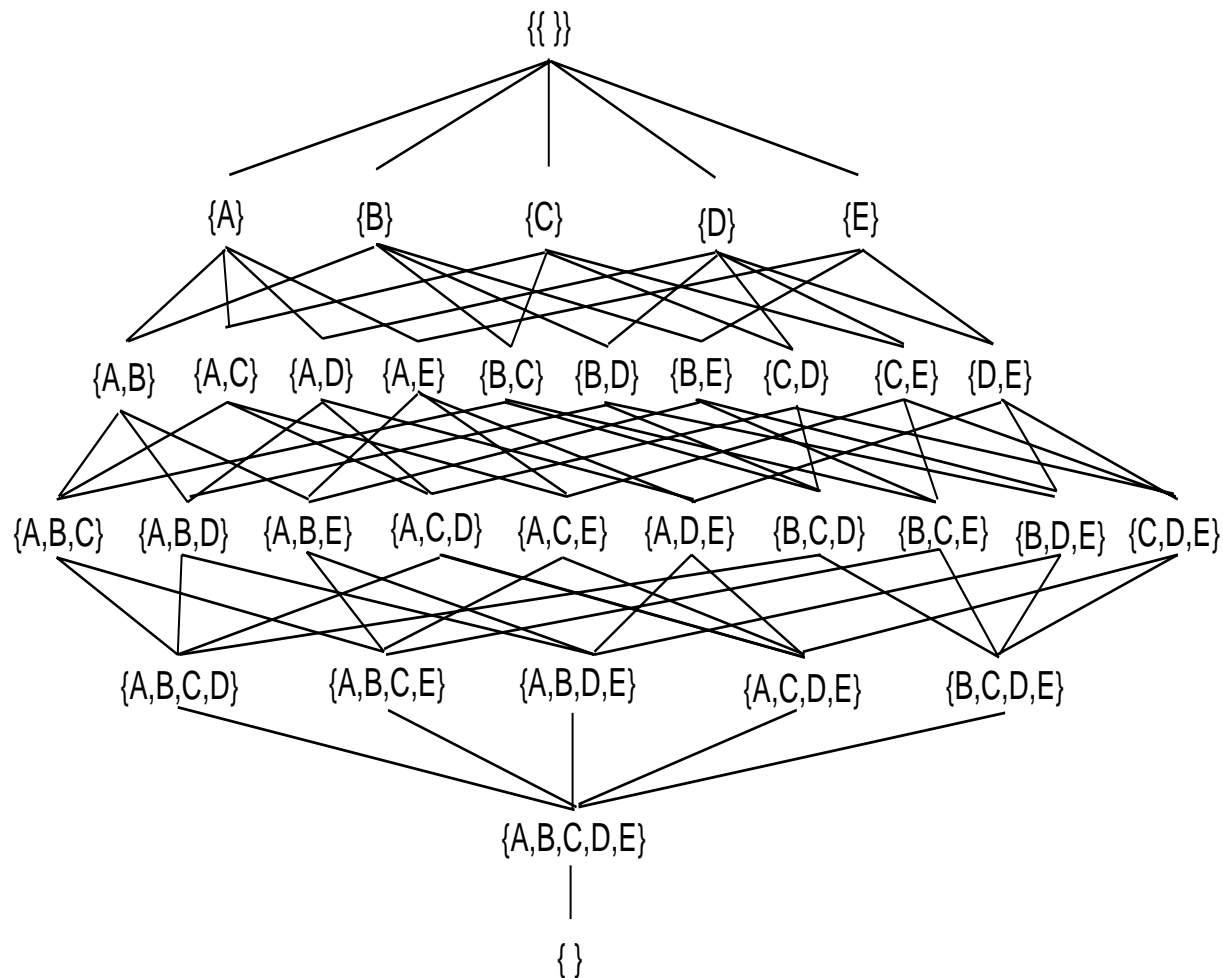 {{ }}
{A} {B} {C} {D} {E}
{A,B} {A,C} {A,D} {A,E} {B,C} {B,D} {B,E} {C,D} {C,E} {D,E}
{A,B,C} {A,B,D} {A,B,E} {A,C,D} {A,C,E} {A,D,E} {B,C,D} {B,C,E} {B,D,E} {C,D,E}
{A,B,C,D} {A,B,C,E} {A,B,D,E} {A,C,D,E} {B,C,D,E}
{A,B,C,D,E}
{ }